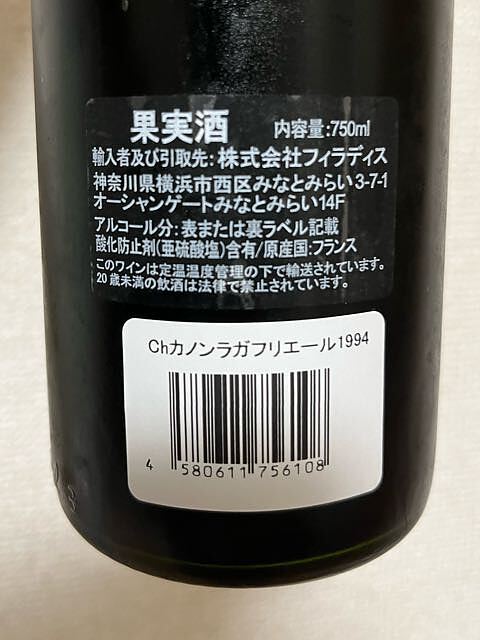 果実酒 内容量:750ml
輸入者及び引取先: 株式会社フィラディス
神奈川県横浜市西区みなとみらい3-7-1
オーシャンゲートみなとみらい14F
アルコール分: 表または裏ラベル記載
酸化防止剤(亜硫酸塩)含有/原産国:フランス
このワインは定温温度管理の下で輸送されています。
20歳未満の飲酒は法律で禁止されています。
Chカノンラガフリエール1994
4 580611 756108